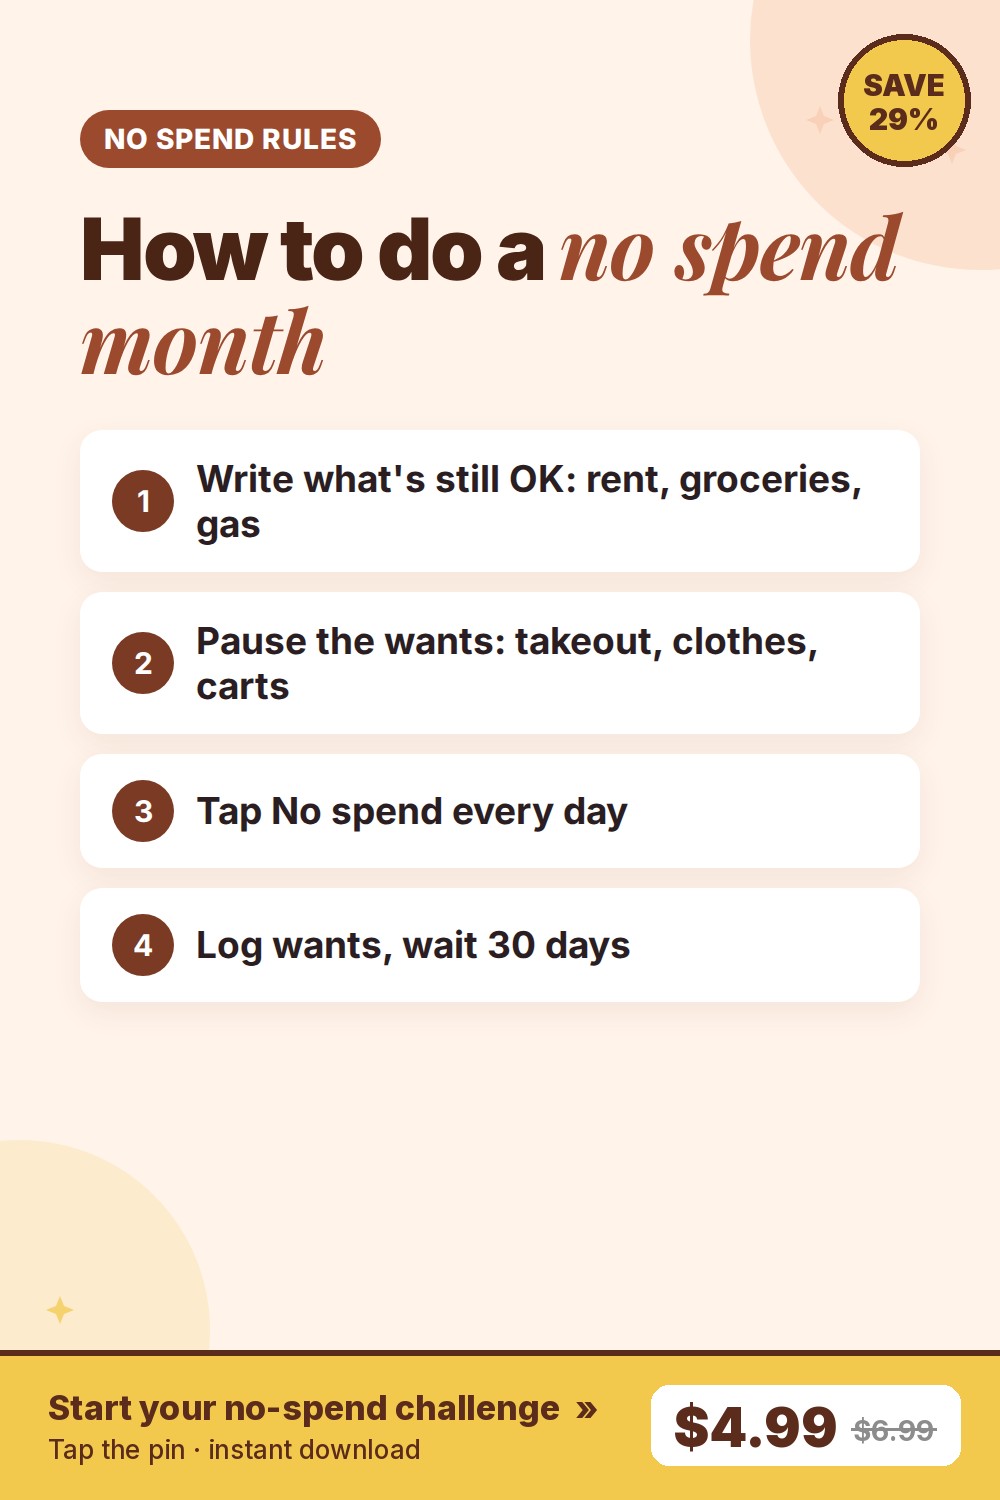 SAVE
29%
NO SPEND RULES
How to do a no spend
month
1 Write what's still OK: rent, groceries,
gas
2 Pause the wants: takeout, clothes,
carts
3 Tap No spend every day
4 Log wants, wait 30 days
Start your no-spend challenge »
Tap the pin · instant download
$4.99 $6.99